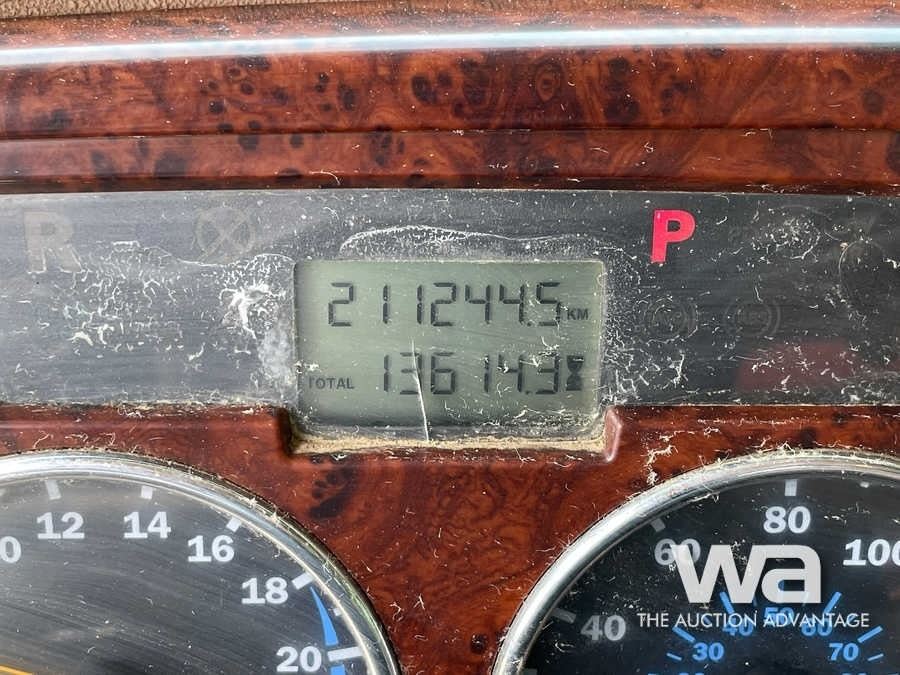 R P
211244.5 KM
TOTAL 13614.3
12 14 16 18 20
40 60 80 100
30 40 50 60 70
wa
THE AUCTION ADVANTAGE